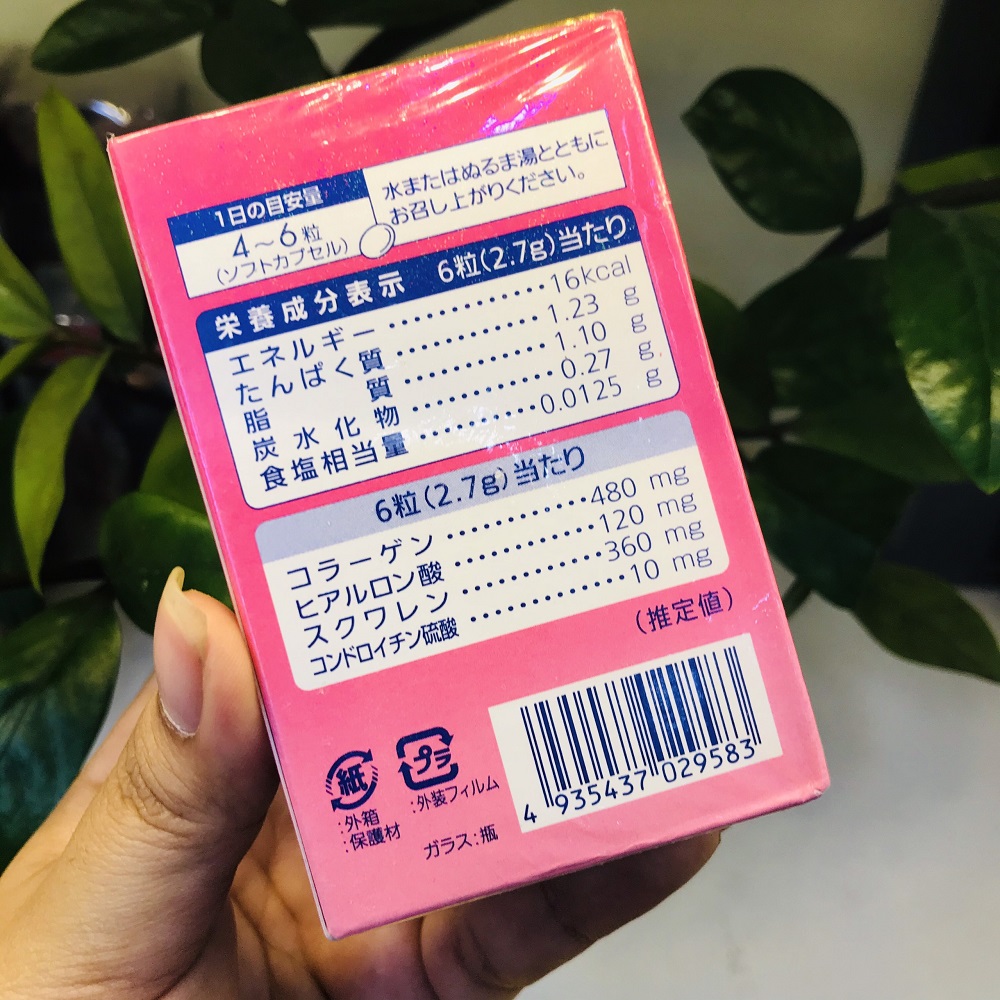 1日の目安量
4～6粒
(ソフトカプセル)
水またはぬるま湯とともに
お召し上がりください。
栄養成分表示 6粒(2.7g)当たり
エネルギー ………… 16kcal
たんぱく質 ………… 1.23 g
脂質 ………… 1.10 g
炭水化物 ………… 0.27 g
食塩相当量 ………… 0.0125 g
6粒(2.7g)当たり
コラーゲン ………… 480 mg
ヒアルロン酸 ………… 120 mg
スクワレン ………… 360 mg
コンドロイチン硫酸 ………… 10 mg
(推定値)
紙
:外箱
:保護材
プラ
:外装フィルム
ガラス:瓶
4 935437 029583